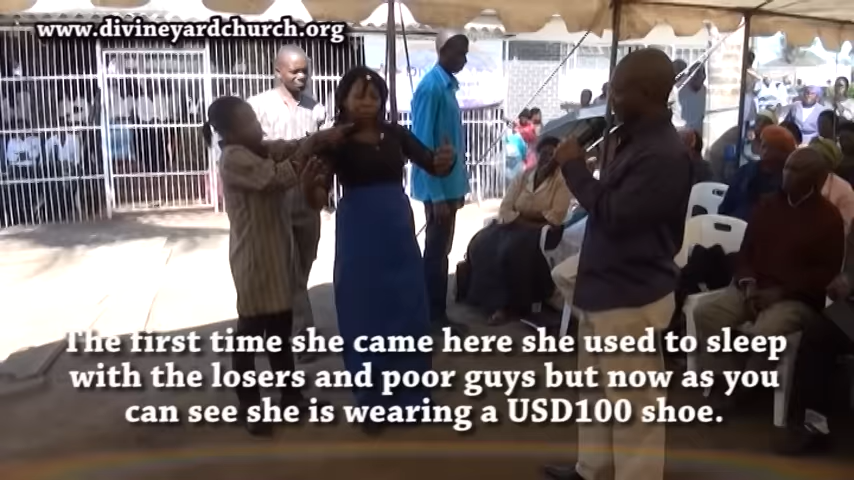 www.divineyardchurch.org
The first time she came here she used to sleep
with the losers and poor guys but now as you
can see she is wearing a USD100 shoe.